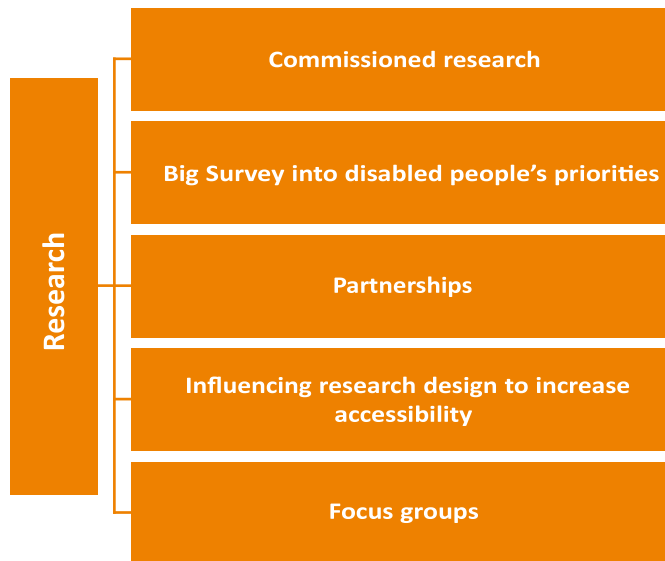 Research
Commissioned research
Big Survey into disabled people’s priorities
Partnerships
Influencing research design to increase
accessibility
Focus groups